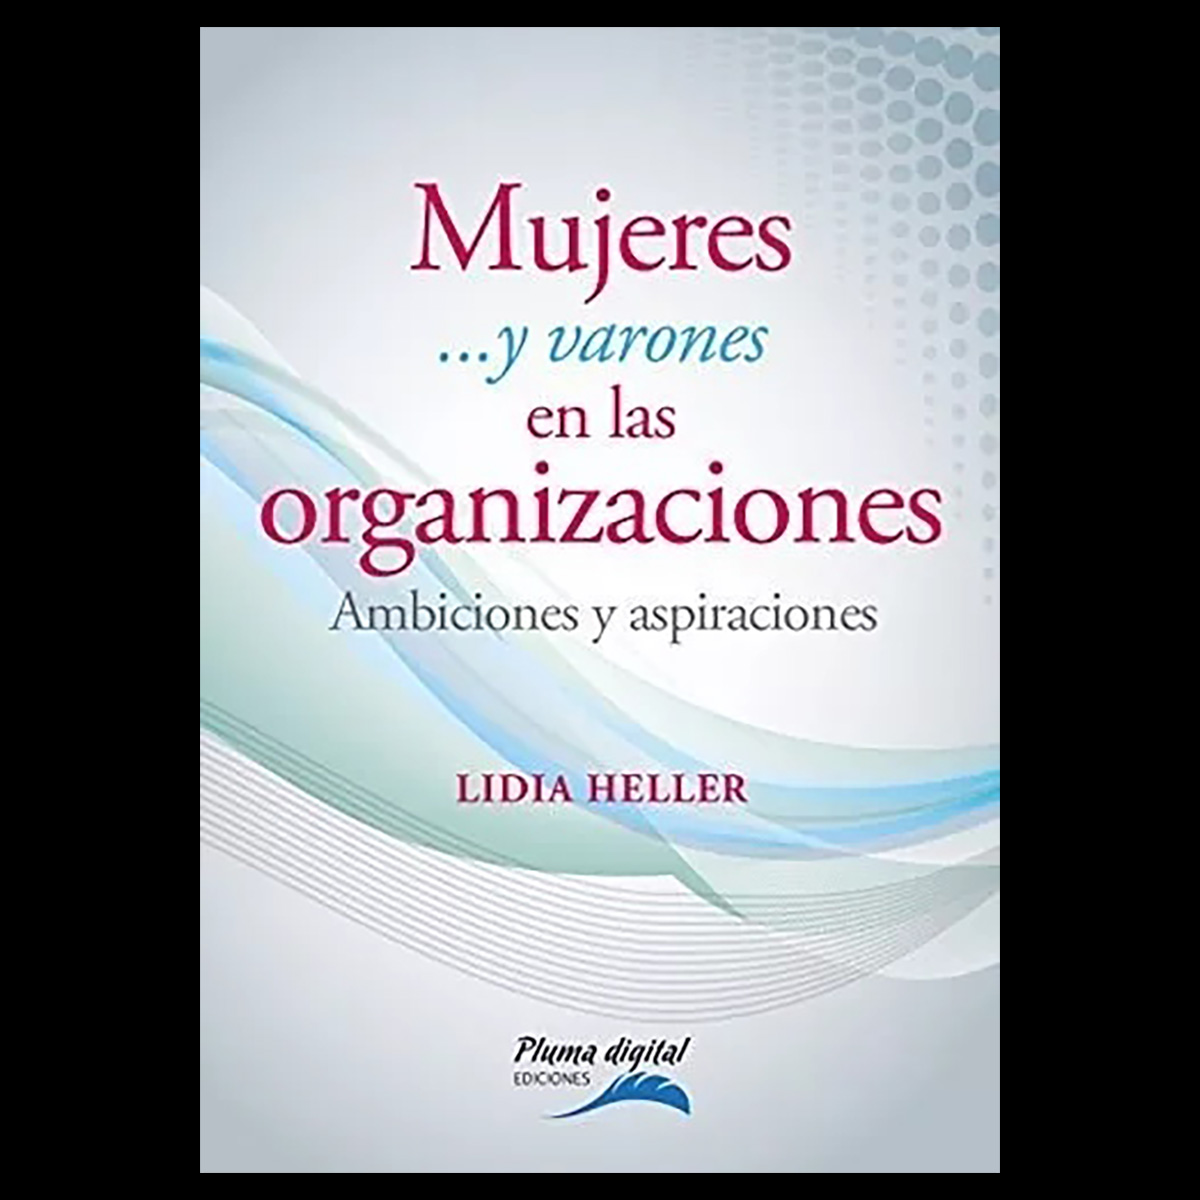 Mujeres
...y varones
en las
organizaciones
Ambiciones y aspiraciones
LIDIA HELLER
Pluma digital
EDICIONES